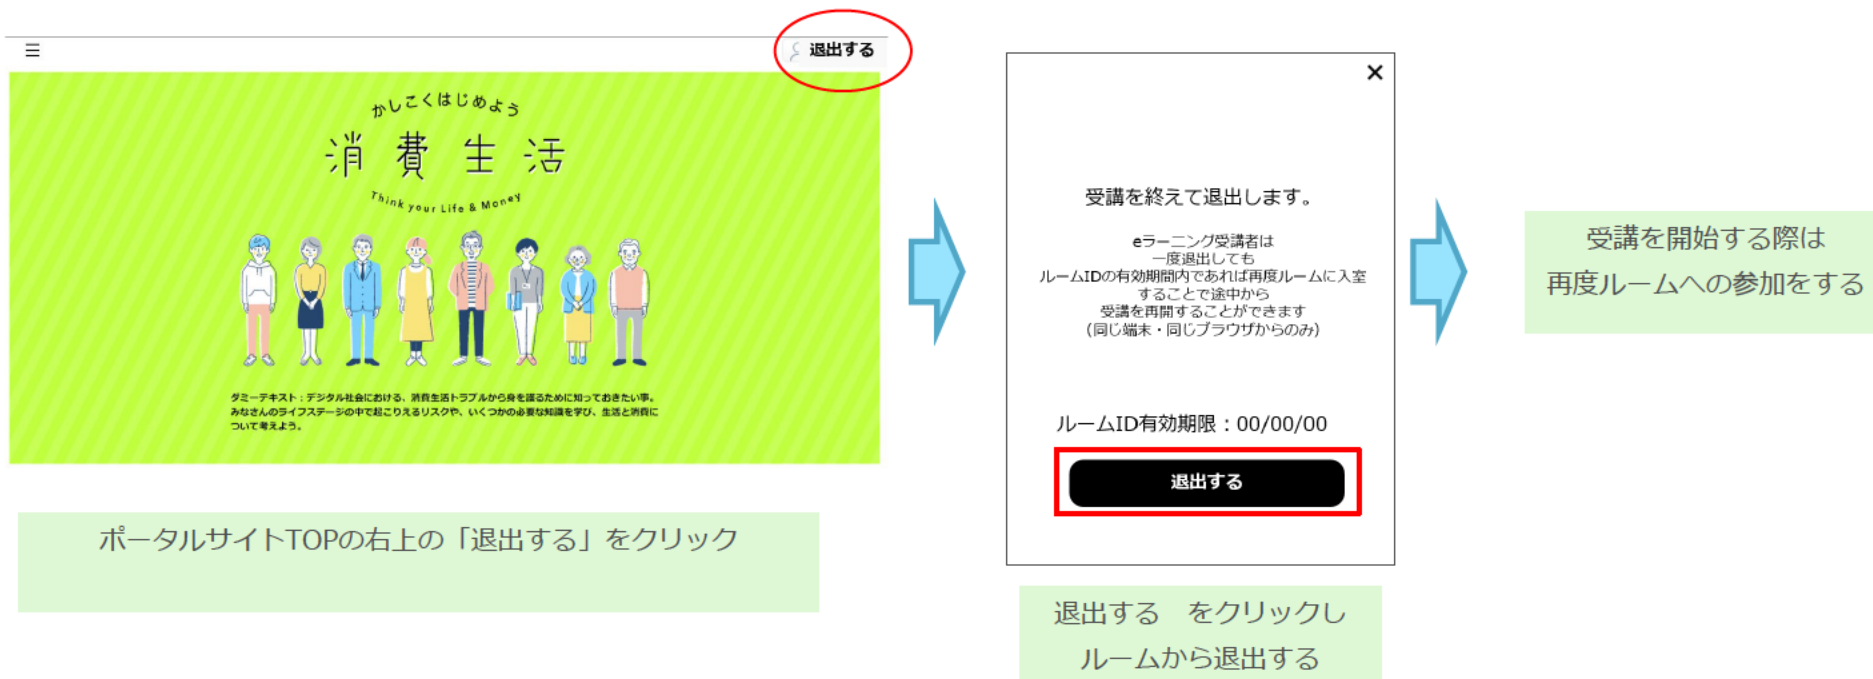 退出する
かしこくはじめよう
消費生活
Think your Life & Money
ダミーテキスト：デジタル社会における、消費生活トラブルから身を護るために知っておきたい事。
みなさんのライフステージの中で起こりえるリスクや、いくつかの必要な知識を学び、生活と消費に
ついて考えよう。
ポータルサイトTOPの右上の「退出する」をクリック
受講を終えて退出します。
eラーニング受講者は
一度退出しても
ルームIDの有効期間内であれば再度ルームに入室
することで途中から
受講を再開することができます
（同じ端末・同じブラウザからのみ）
ルームID有効期限：00/00/00
退出する
退出する　をクリックし
ルームから退出する
受講を開始する際は
再度ルームへの参加をする